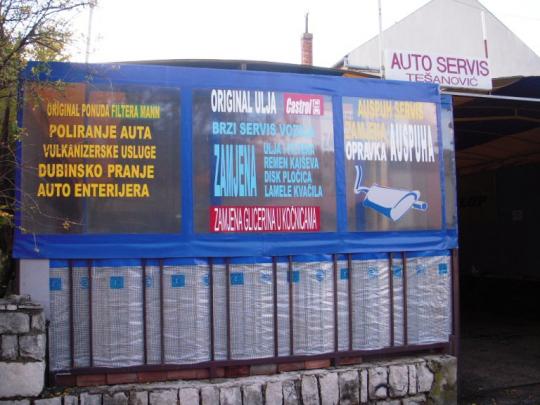 AUTO SERVIS
TEŠANOVIĆ
ORIGINAL PONUDA FILTERA MANN
POLIRANJE AUTA
VULKANIZERSKE USLUGE
DUBINSKO PRANJE
AUTO ENTERIJERA
ORIGINAL ULJA Castrol
BRZI SERVIS VOZILA
ZAMJENA
ULJA I FILTERA
REMEN KAIŠEVA
DISK PLOČICA
LAMELE KVAČILA
ZAMJENA GLICERINA U KOČNICAMA
AUSPUH SERVIS
ZAMJENA
OPRAVKA AUSPUHA